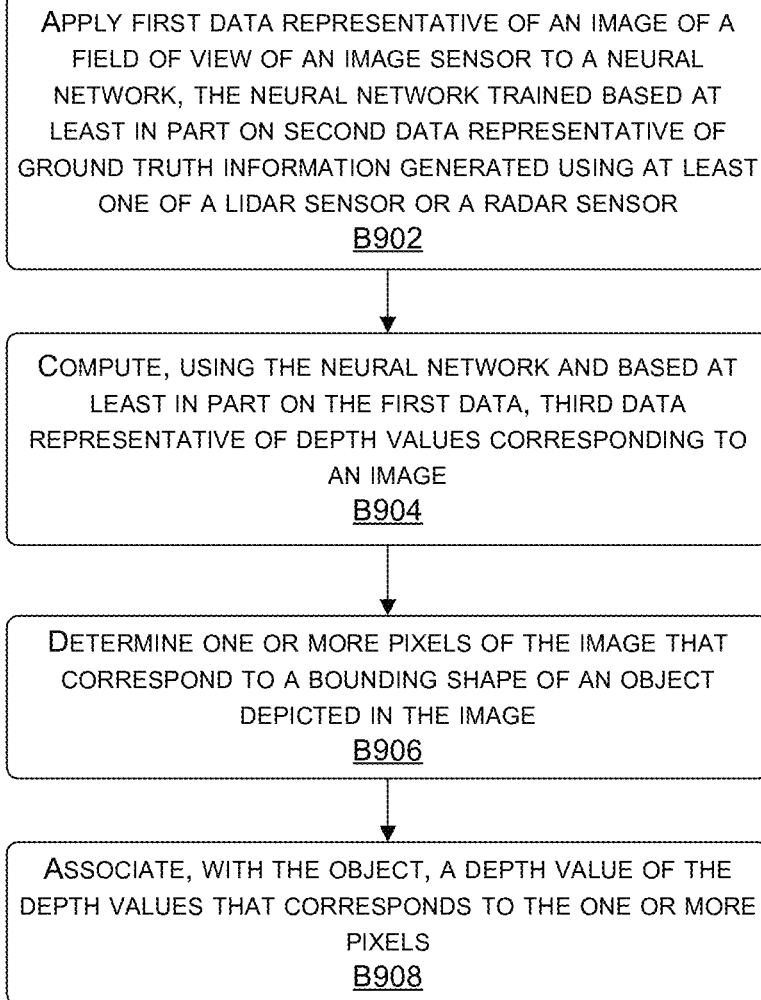 APPLY FIRST DATA REPRESENTATIVE OF AN IMAGE OF A
FIELD OF VIEW OF AN IMAGE SENSOR TO A NEURAL
NETWORK, THE NEURAL NETWORK TRAINED BASED AT
LEAST IN PART ON SECOND DATA REPRESENTATIVE OF
GROUND TRUTH INFORMATION GENERATED USING AT LEAST
ONE OF A LIDAR SENSOR OR A RADAR SENSOR
B902
COMPUTE, USING THE NEURAL NETWORK AND BASED AT
LEAST IN PART ON THE FIRST DATA, THIRD DATA
REPRESENTATIVE OF DEPTH VALUES CORRESPONDING TO
AN IMAGE
B904
DETERMINE ONE OR MORE PIXELS OF THE IMAGE THAT
CORRESPOND TO A BOUNDING SHAPE OF AN OBJECT
DEPICTED IN THE IMAGE
B906
ASSOCIATE, WITH THE OBJECT, A DEPTH VALUE OF THE
DEPTH VALUES THAT CORRESPONDS TO THE ONE OR MORE
PIXELS
B908